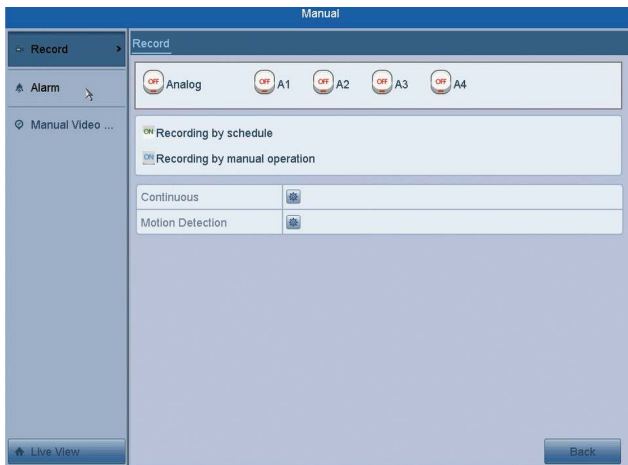 Manual
Record
Alarm
Manual Video ...
Live View
Record
OFF Analog OFF A1 OFF A2 OFF A3 OFF A4
ON Recording by schedule
ON Recording by manual operation
Continuous
Motion Detection
Back